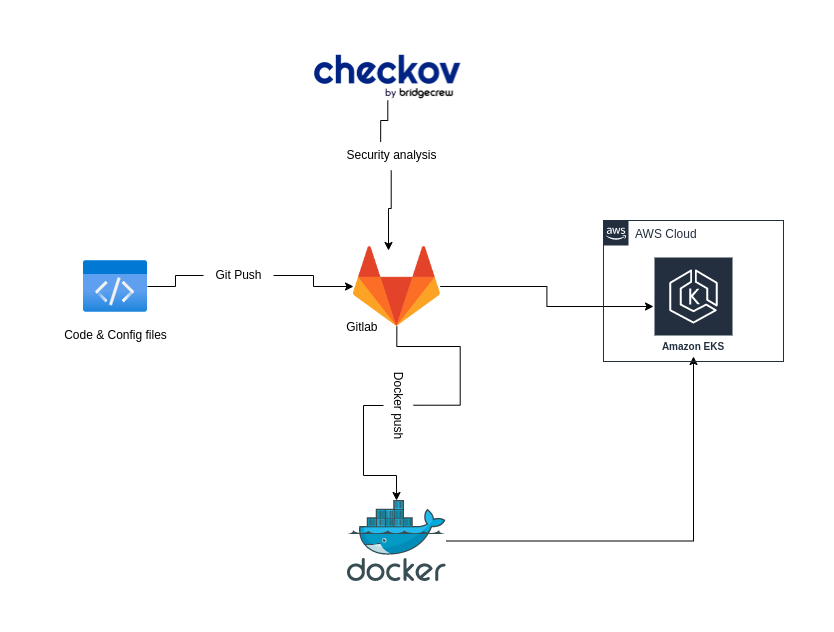 checkov
by bridgecrew
Security analysis
aws
AWS Cloud
Git Push
</>
K
Code & Config files
Gitlab
Amazon EKS
Docker push
docker